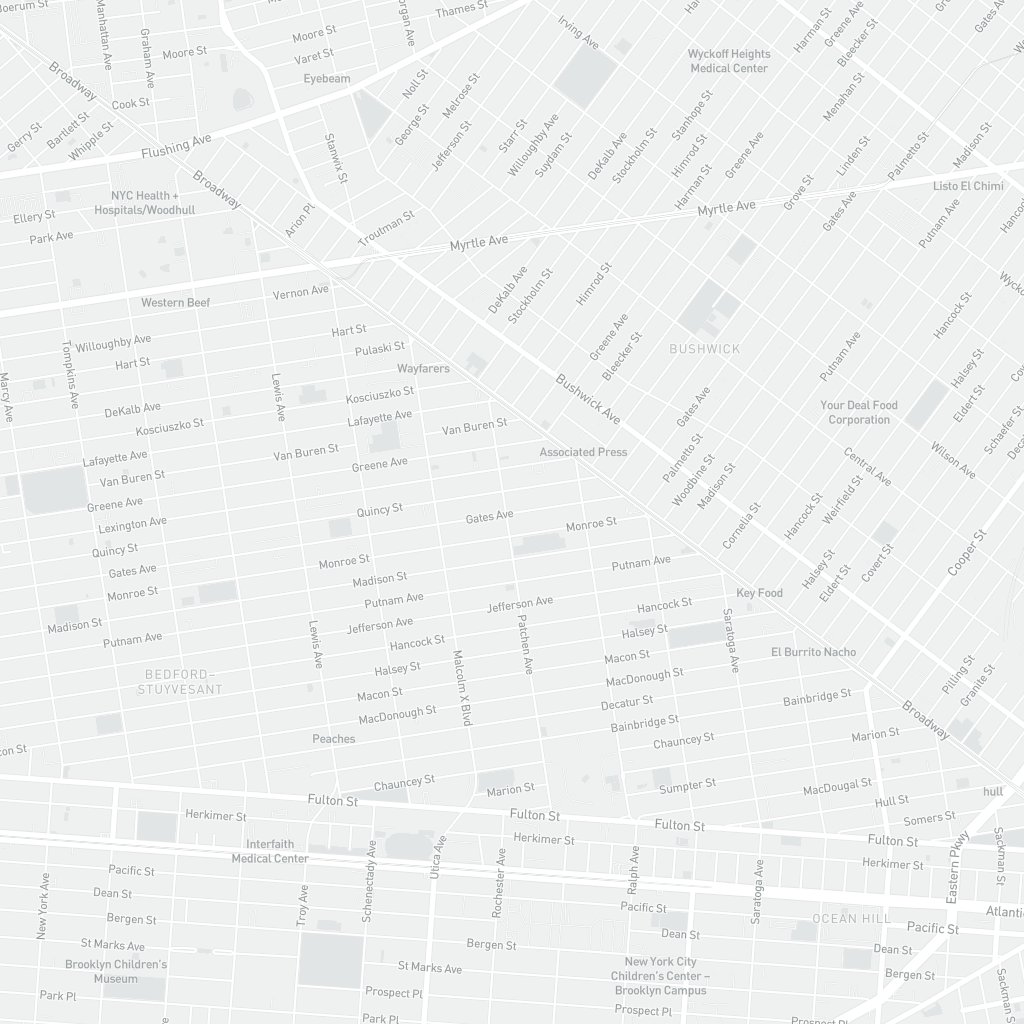 Boerum St
Manhattan Ave
Graham Ave
Moore St
Moore St
Varet St
Thames St
Eyebeam
Irving Ave
Wyckoff Heights
Medical Center
Harman St
Greene Ave
Bleecker St
Gates Ave
Broadway
Cook St
Gerry St
Bartlett St
Whipple St
Flushing Ave
Noll St
George St
Melrose St
Jefferson St
Stanwix St
Starr St
Willoughby Ave
Suydam St
DeKalb Ave
Stockholm St
Stanhope St
Himrod St
Harman St
Greene Ave
Menahan St
Linden St
Palmetto St
Madison St
Listo El Chimi
NYC Health +
Hospitals/Woodhull
Broadway
Ellery St
Park Ave
Arion Pl
Troutman St
Myrtle Ave
Myrtle Ave
Grove St
Gates Ave
Putnam Ave
Western Beef
Vernon Ave
DeKalb Ave
Stockholm St
Himrod St
Hancock St
Willoughby Ave
Hart St
Hart St
Pulaski St
Tompkins Ave
Marcy Ave
Lewis Ave
Wayfarers
Greene Ave
Bleecker St
BUSHWICK
Putnam Ave
Halsey St
Eldert St
Bushwick Ave
Gates Ave
Your Deal Food
Corporation
Schaefer St
Wilson Ave
Central Ave
DeKalb Ave
Kosciuszko St
Kosciuszko St
Lafayette Ave
Van Buren St
Van Buren St
Associated Press
Lafayette Ave
Van Buren St
Greene Ave
Greene Ave
Palmetto St
Woodbine St
Madison St
Cornelia St
Hancock St
Weirfield St
Lexington Ave
Quincy St
Quincy St
Gates Ave
Monroe St
Gates Ave
Monroe St
Monroe St
Putnam Ave
Halsey St
Eldert St
Covert St
Cooper St
Madison St
Madison St
Putnam Ave
Putnam Ave
Jefferson Ave
Jefferson Ave
Hancock St
Key Food
Saratoga Ave
Hancock St
Halsey St
Halsey St
Lewis Ave
Malcolm X Blvd
Patchen Ave
Macon St
El Burrito Nacho
Pilling St
Granite St
BEDFORD–
STUYVESANT
Macon St
MacDonough St
MacDonough St
Decatur St
Bainbridge St
Bainbridge St
Broadway
Peaches
Chauncey St
Marion St
Chauncey St
Marion St
Sumpter St
MacDougal St
Hull St
hull
Somers St
Fulton St
Fulton St
Fulton St
Fulton St
Herkimer St
Herkimer St
Herkimer St
Interfaith
Medical Center
Schenectady Ave
Utica Ave
Rochester Ave
Ralph Ave
Saratoga Ave
Eastern Pkwy
Sackman St
Pacific St
Dean St
Bergen St
St Marks Ave
New York Ave
Troy Ave
Pacific St
Dean St
OCEAN HILL
Pacific St
Dean St
Bergen St
Bergen St
St Marks Ave
Brooklyn Children's
Museum
New York City
Children's Center –
Brooklyn Campus
Park Pl
Prospect Pl
Prospect Pl
Park Pl
Prospect Pl